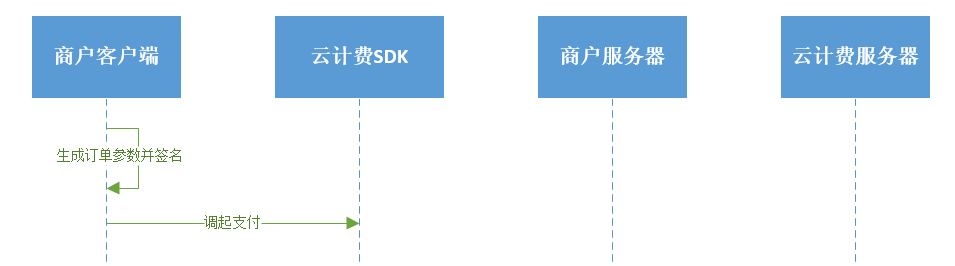 商户客户端
云计费SDK
商户服务器
云计费服务器
生成订单参数并签名
调起支付